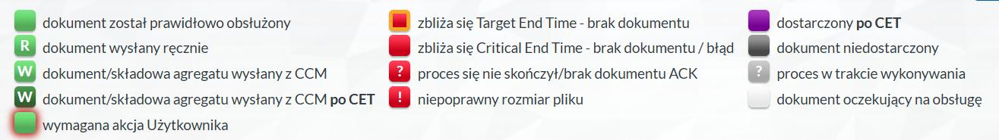 dokument został prawidłowo obsłużony
R dokument wysłany ręcznie
W dokument/składowa agregatu wysłany z CCM
W dokument/składowa agregatu wysłany z CCM po CET
wymagana akcja Użytkownika
zbliża się Target End Time - brak dokumentu
zbliża się Critical End Time - brak dokumentu / błąd
? proces się nie skończył/brak dokumentu ACK
! niepoprawny rozmiar pliku
dostarczony po CET
dokument niedostarczony
? proces w trakcie wykonywania
dokument oczekujący na obsługę